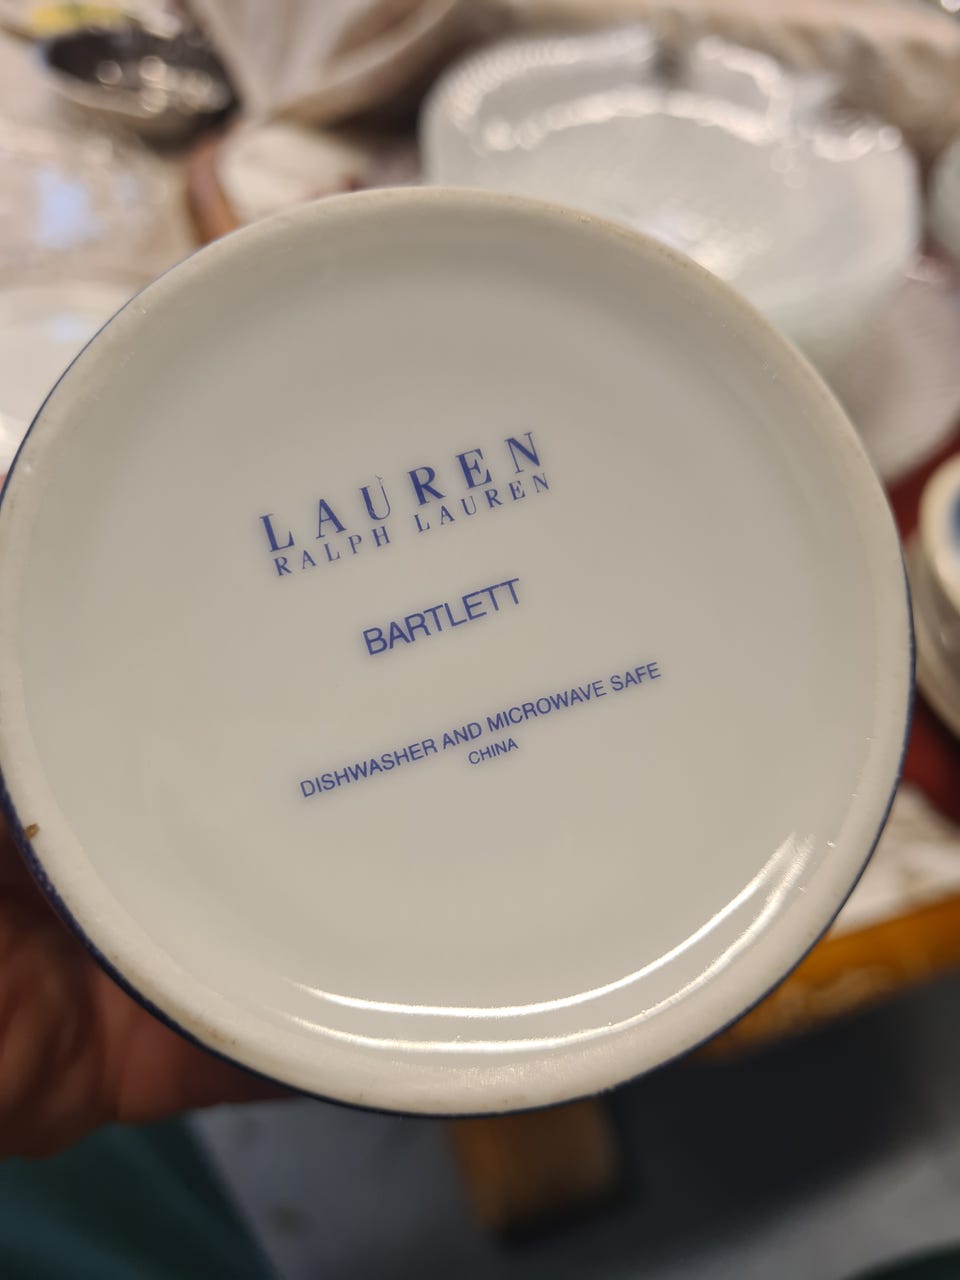 LAUREN
RALPH LAUREN
BARTLETT
DISHWASHER AND MICROWAVE SAFE
CHINA